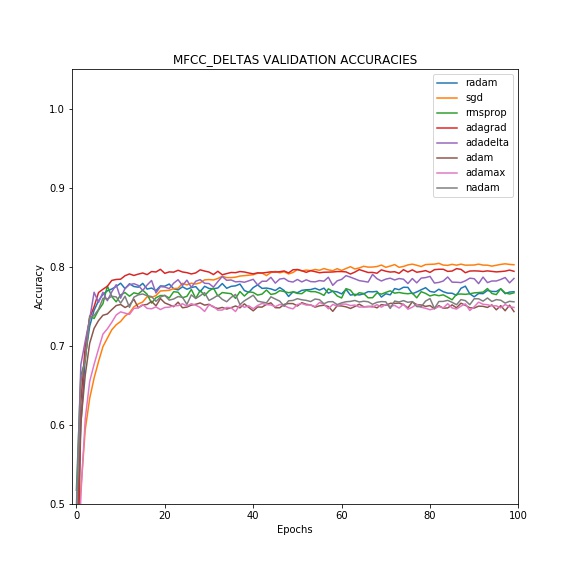 MFCC_DELTAS VALIDATION ACCURACIES
radam
sgd
rmsprop
adagrad
adadelta
adam
adamax
nadam
Accuracy
1.0
0.9
0.8
0.7
0.6
0.5
0 20 40 60 80 100
Epochs